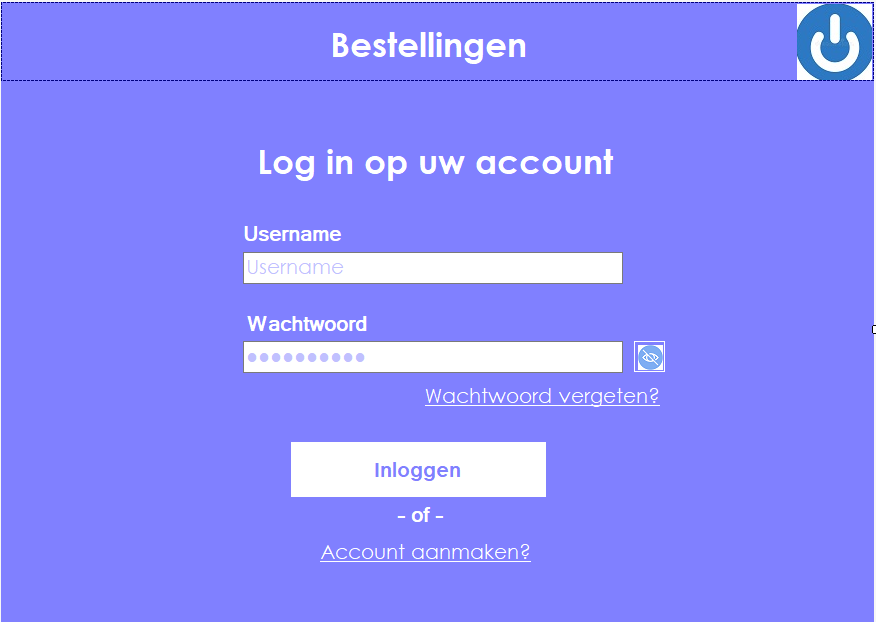 Bestellingen
Log in op uw account
Username
Username
Wachtwoord
●●●●●●●●●●
Wachtwoord vergeten?
Inloggen
- of -
Account aanmaken?